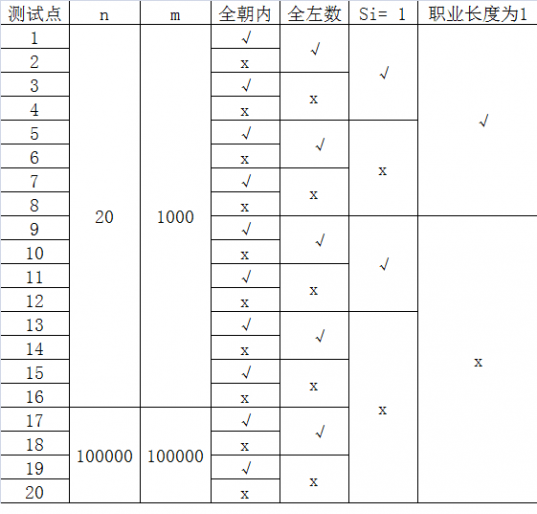 测试点 n m 全朝内 全左数 Si= 1 职业长度为1
1 √
√
2 x
√
3 √
x
4 x
√
5 √
√
6 x
x
7 √
x
8 x
20 1000
9 √
√
10 x
√
11 √
x
12 x
13 √
√
14 x
x
15 √
x
16 x
x
17 √
√
18 x
100000 100000
19 √
x
20 x